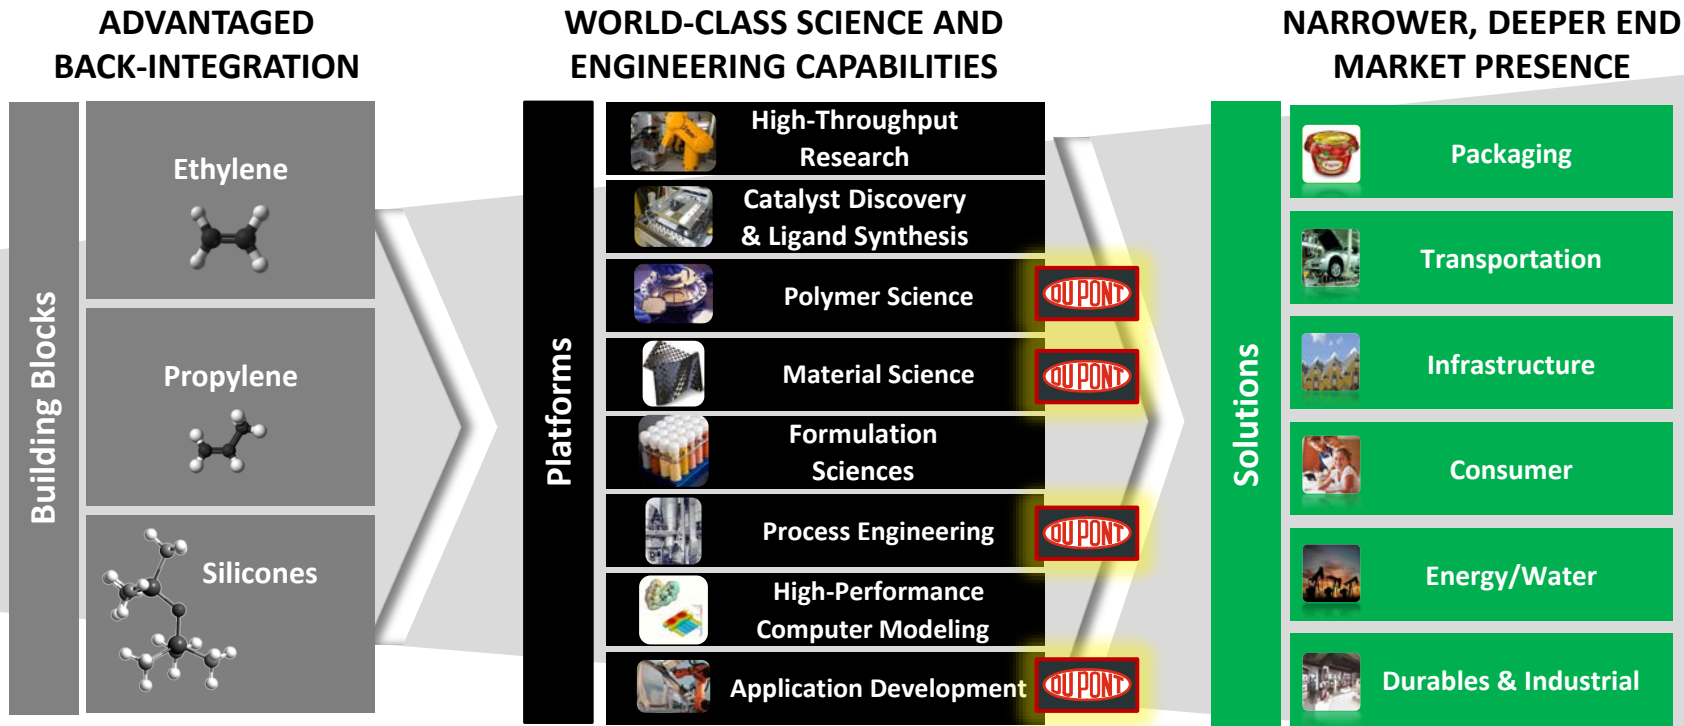 ADVANTAGED
BACK-INTEGRATION
WORLD-CLASS SCIENCE AND
ENGINEERING CAPABILITIES
NARROWER, DEEPER END
MARKET PRESENCE
Building Blocks
Ethylene
Propylene
Silicones
Platforms
High-Throughput
Research
Catalyst Discovery
& Ligand Synthesis
Polymer Science
DUPONT
Material Science
DUPONT
Formulation
Sciences
Process Engineering
DUPONT
High-Performance
Computer Modeling
Application Development
DUPONT
Solutions
Packaging
Transportation
Infrastructure
Consumer
Energy/Water
Durables & Industrial